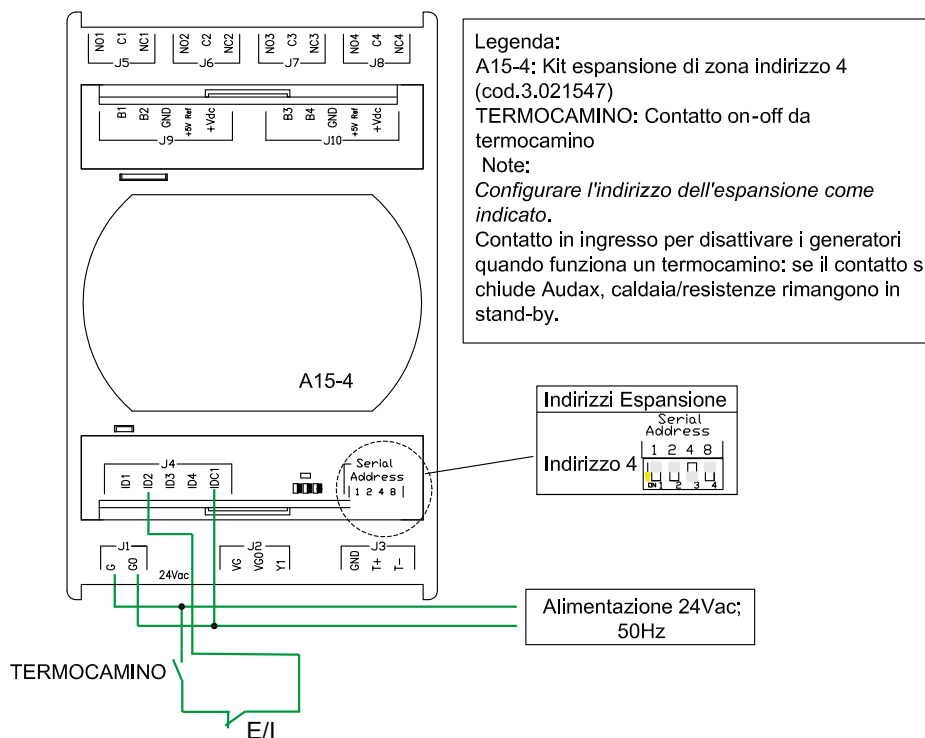 NO1 C1 NC1 NO2 C2 NC2 NO3 C3 NC3 NO4 C4 NC4
J5 J6 J7 J8
B1 B2 GND +5V Ref +Vdc B3 B4 GND +5V Ref +Vdc
J9 J10
A15-4
J4
ID1 ID2 ID3 ID4 IDC1
Serial
Address
1 2 4 8
J1 J2 J3
G G0 24Vac VG VG0 Y1 GND T+ T-
TERMOCAMINO
E/I
Legenda:
A15-4: Kit espansione di zona indirizzo 4
(cod.3.021547)
TERMOCAMINO: Contatto on-off da
termocamino
Note:
Configurare l'indirizzo dell'espansione come
indicato.
Contatto in ingresso per disattivare i generatori
quando funziona un termocamino: se il contatto s
chiude Audax, caldaia/resistenze rimangono in
stand-by.
Indirizzi Espansione
Serial
Address
1 2 4 8
Indirizzo 4
ON 1 2 3 4
Alimentazione 24Vac;
50Hz